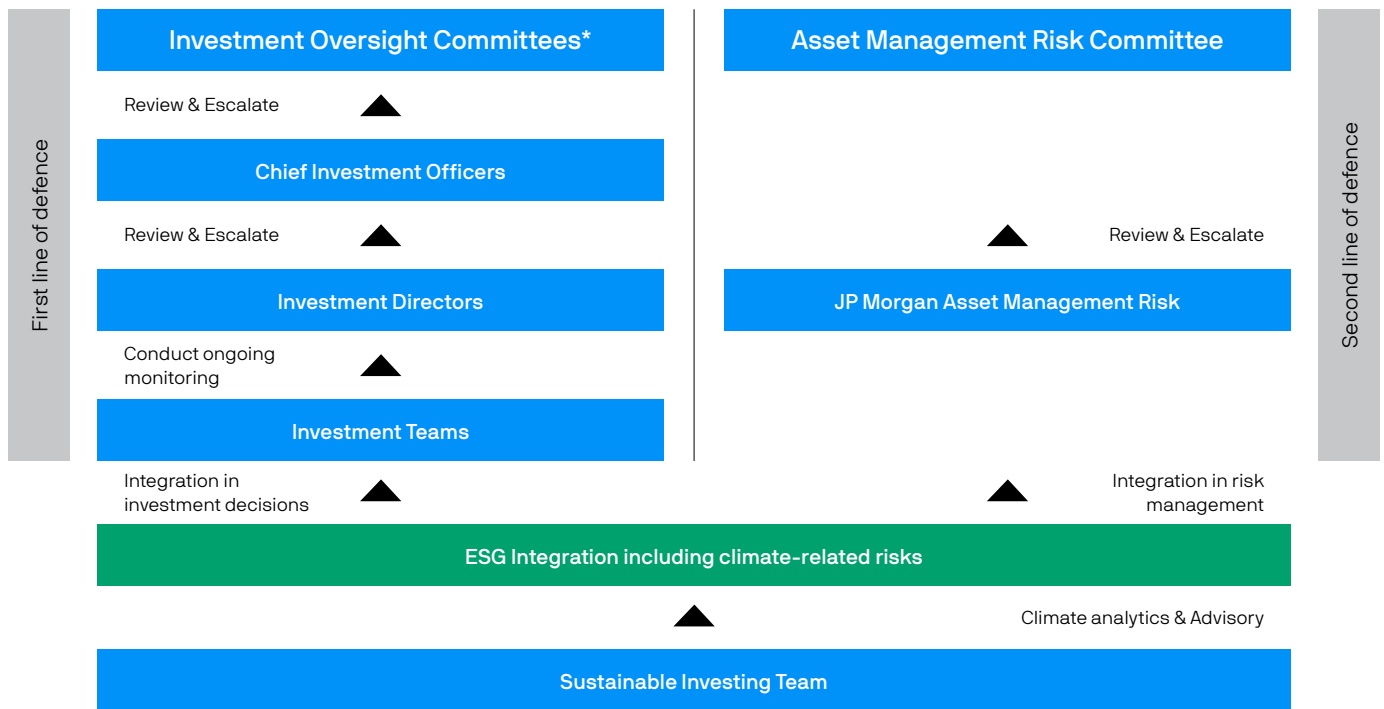 First line of defence
Investment Oversight Committees*
Review & Escalate
Chief Investment Officers
Review & Escalate
Investment Directors
Conduct ongoing
monitoring
Investment Teams
Integration in
investment decisions
Asset Management Risk Committee
Review & Escalate
JP Morgan Asset Management Risk
Integration in risk
management
Second line of defence
ESG Integration including climate-related risks
Climate analytics & Advisory
Sustainable Investing Team